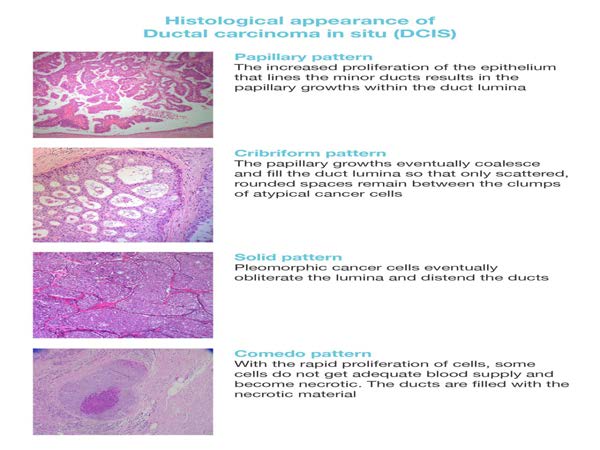 Histological appearance of
Ductal carcinoma in situ (DCIS)
Papillary pattern
The increased proliferation of the epithelium
that lines the minor ducts results in the
papillary growths within the duct lumina
Cribriform pattern
The papillary growths eventually coalesce
and fill the duct lumina so that only scattered,
rounded spaces remain between the clumps
of atypical cancer cells
Solid pattern
Pleomorphic cancer cells eventually
obliterate the lumina and distend the ducts
Comedo pattern
With the rapid proliferation of cells, some
cells do not get adequate blood supply and
become necrotic. The ducts are filled with the
necrotic material